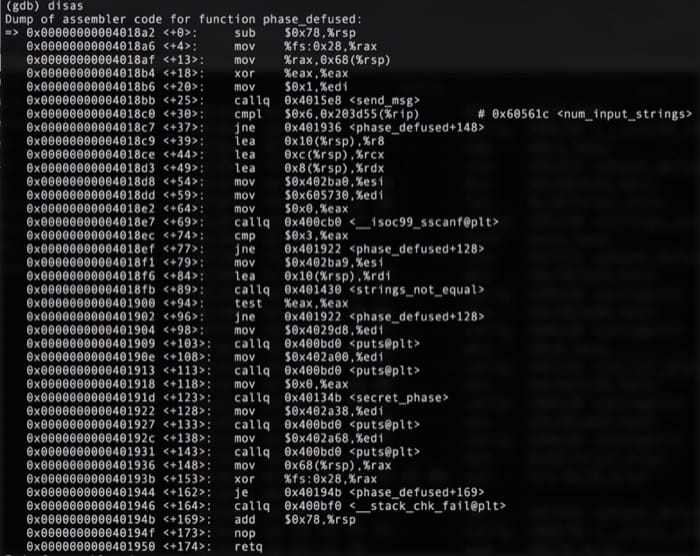 (gdb) disas
Dump of assembler code for function phase_defused:
=> 0x00000000004018a2 <+0>: sub $0x78,%rsp
0x00000000004018a6 <+4>: mov %fs:0x28,%rax
0x00000000004018af <+13>: mov %rax,0x68(%rsp)
0x00000000004018b4 <+18>: xor %eax,%eax
0x00000000004018b6 <+20>: mov $0x1,%edi
0x00000000004018bb <+25>: callq 0x4015e8 <send_msg>
0x00000000004018c0 <+30>: cmpl $0x6,0x203d55(%rip) # 0x60561c <num_input_strings>
0x00000000004018c7 <+37>: jne 0x401936 <phase_defused+148>
0x00000000004018c9 <+39>: lea 0x10(%rsp),%r8
0x00000000004018ce <+44>: lea 0xc(%rsp),%rcx
0x00000000004018d3 <+49>: lea 0x8(%rsp),%rdx
0x00000000004018d8 <+54>: mov $0x402ba0,%esi
0x00000000004018dd <+59>: mov $0x605730,%edi
0x00000000004018e2 <+64>: mov $0x0,%eax
0x00000000004018e7 <+69>: callq 0x400cb0 <__isoc99_sscanf@plt>
0x00000000004018ec <+74>: cmp $0x3,%eax
0x00000000004018ef <+77>: jne 0x401922 <phase_defused+128>
0x00000000004018f1 <+79>: mov $0x402ba9,%esi
0x00000000004018f6 <+84>: lea 0x10(%rsp),%rdi
0x00000000004018fb <+89>: callq 0x401430 <strings_not_equal>
0x0000000000401900 <+94>: test %eax,%eax
0x0000000000401902 <+96>: jne 0x401922 <phase_defused+128>
0x0000000000401904 <+98>: mov $0x4029d8,%edi
0x0000000000401909 <+103>: callq 0x400bd0 <puts@plt>
0x000000000040190e <+108>: mov $0x402a00,%edi
0x0000000000401913 <+113>: callq 0x400bd0 <puts@plt>
0x0000000000401918 <+118>: mov $0x0,%eax
0x000000000040191d <+123>: callq 0x40134b <secret_phase>
0x0000000000401922 <+128>: mov $0x402a38,%edi
0x0000000000401927 <+133>: callq 0x400bd0 <puts@plt>
0x000000000040192c <+138>: mov $0x402a68,%edi
0x0000000000401931 <+143>: callq 0x400bd0 <puts@plt>
0x0000000000401936 <+148>: mov 0x68(%rsp),%rax
0x000000000040193b <+153>: xor %fs:0x28,%rax
0x0000000000401944 <+162>: je 0x40194b <phase_defused+169>
0x0000000000401946 <+164>: callq 0x400bf0 <__stack_chk_fail@plt>
0x000000000040194b <+169>: add $0x78,%rsp
0x000000000040194f <+173>: nop
0x0000000000401950 <+174>: retq